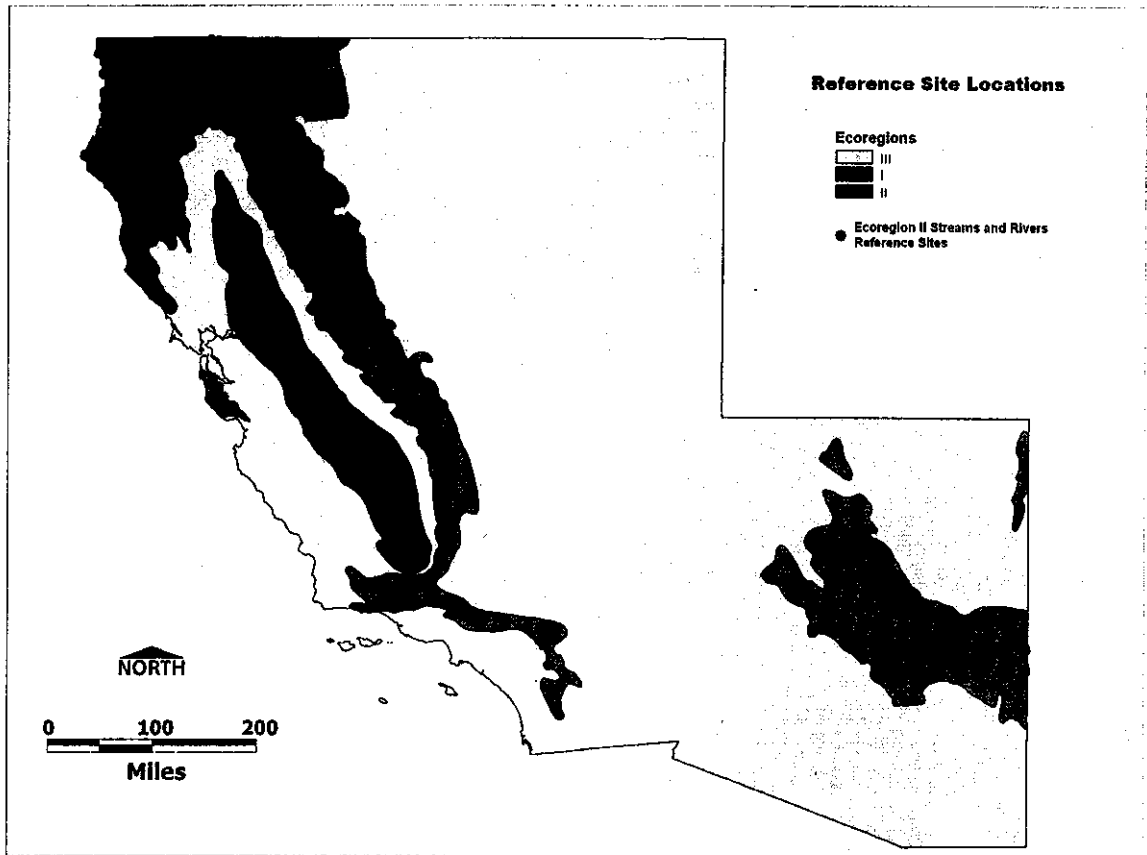 Reference Site Locations
Ecoregions
III
I
II
Ecoregion II Streams and Rivers
Reference Sites
NORTH
0 100 200
Miles